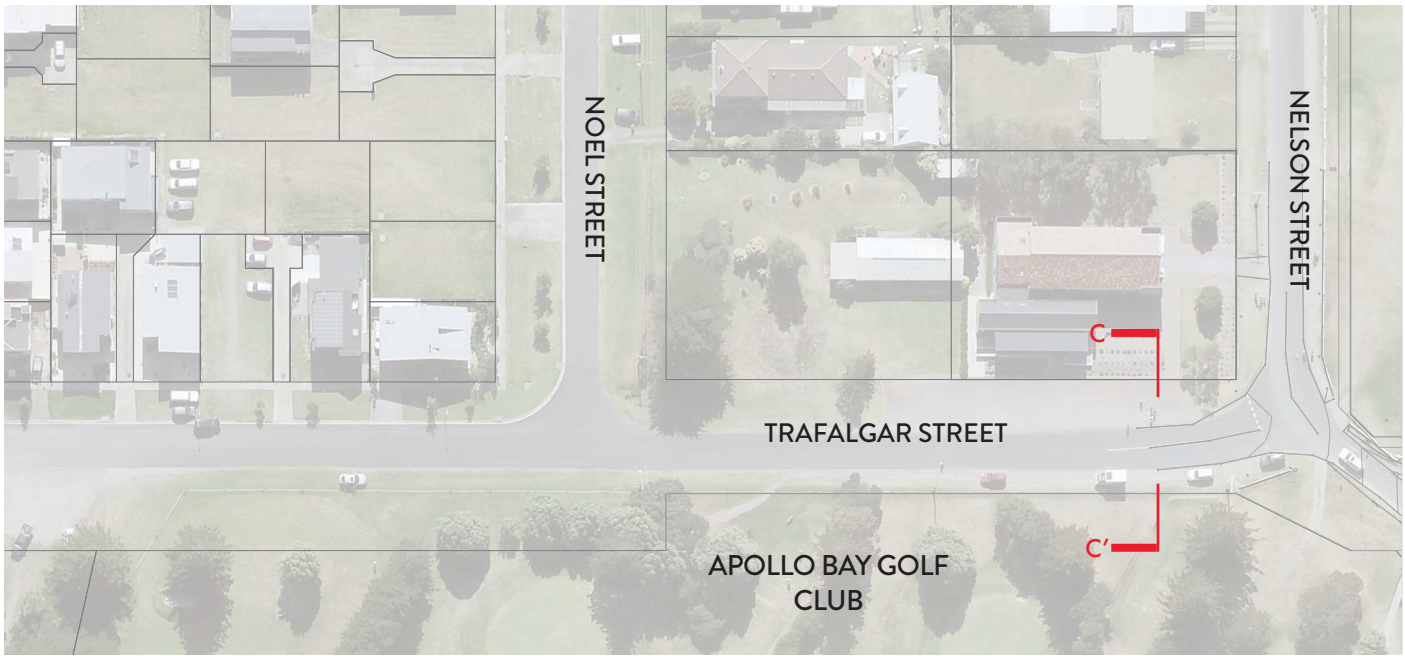 NOEL STREET
NELSON STREET
C
TRAFALGAR STREET
C′
APOLLO BAY GOLF
CLUB